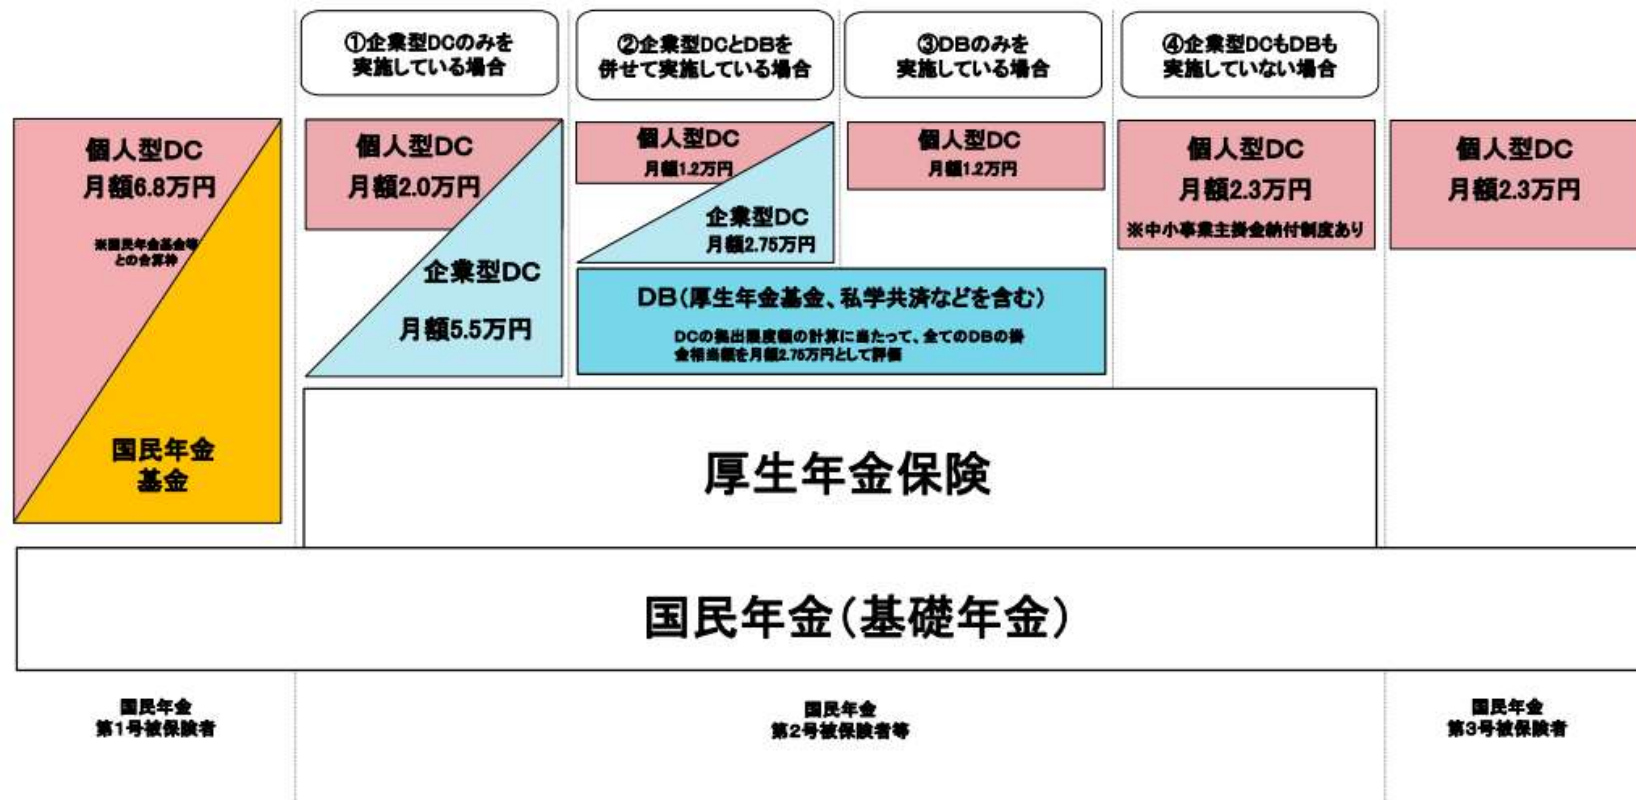 ①企業型DCのみを
実施している場合
②企業型DCとDBを
併せて実施している場合
③DBのみを
実施している場合
④企業型DCもDBも
実施していない場合
個人型DC
月額6.8万円
※国民年金基金等
との合算枠
国民年金
基金
個人型DC
月額2.0万円
企業型DC
月額5.5万円
個人型DC
月額1.2万円
企業型DC
月額2.75万円
個人型DC
月額1.2万円
DB(厚生年金基金、私学共済などを含む)
DCの拠出限度額の計算に当たって、全てのDBの掛
金相当額を月額2.75万円として評価
個人型DC
月額2.3万円
※中小事業主掛金納付制度あり
個人型DC
月額2.3万円
厚生年金保険
国民年金(基礎年金)
国民年金
第1号被保険者
国民年金
第2号被保険者等
国民年金
第3号被保険者